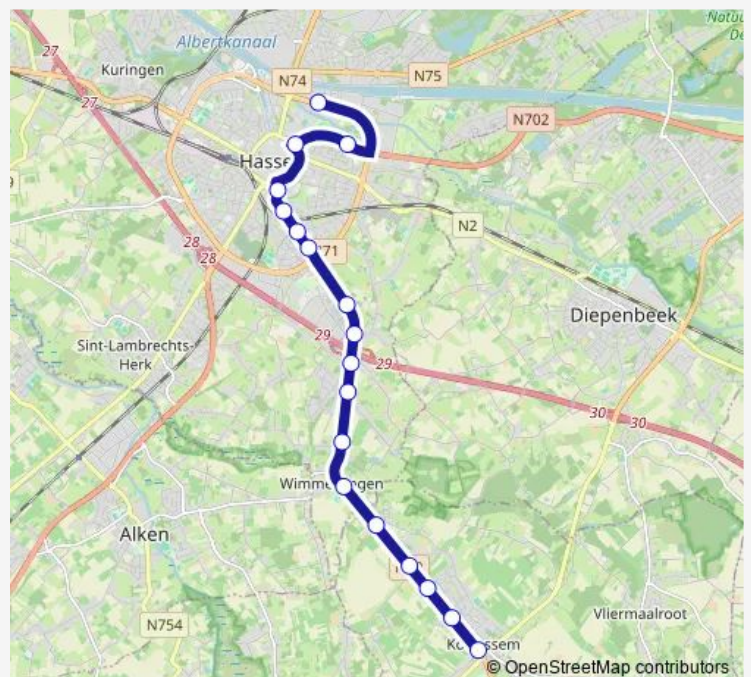 Albertkanaal
27
Kuringen
N74
N75
27
N702
Hasse
N2
71
28
28
Diepenbeek
29
Sint-Lambrechts-
Herk
29
30
30
Wimme
gen
Alken
N754
Vliermaalroot
Ko
ssem
© OpenStreetMap contributors